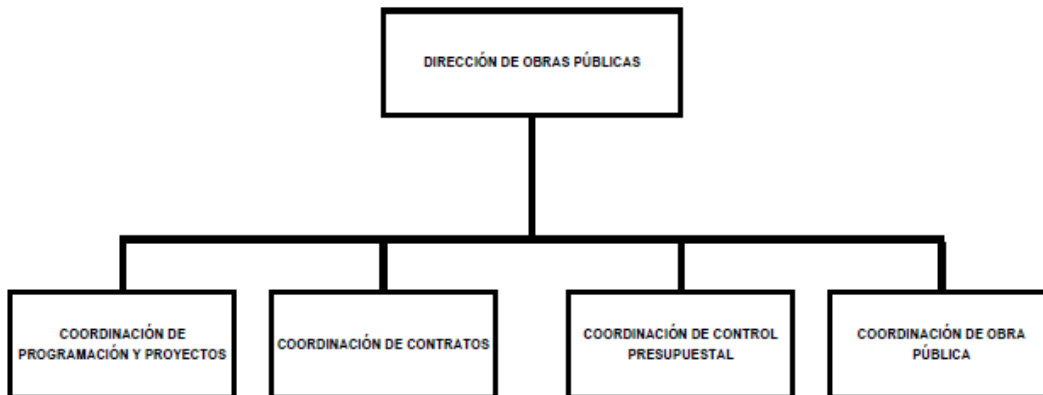 DIRECCIÓN DE OBRAS PÚBLICAS
COORDINACIÓN DE
PROGRAMACIÓN Y PROYECTOS
COORDINACIÓN DE CONTRATOS
COORDINACIÓN DE CONTROL
PRESUPUESTAL
COORDINACIÓN DE OBRA
PÚBLICA